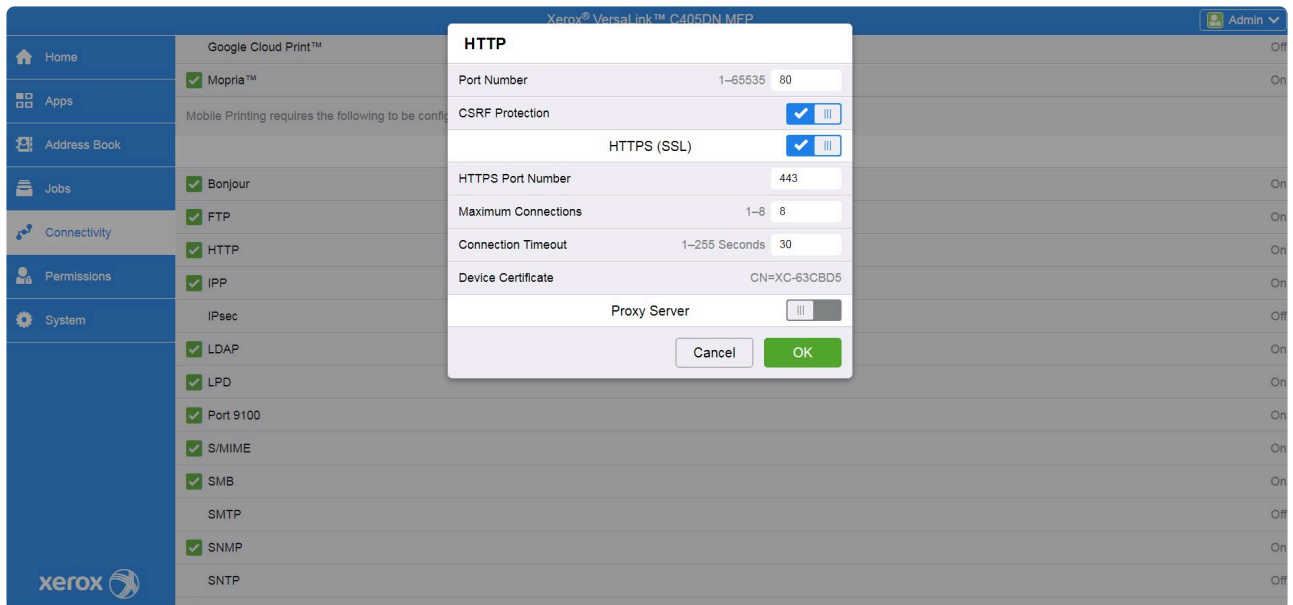 Xerox® VersaLink™ C405DN MFP
Admin
Home
Apps
Address Book
Jobs
Connectivity
Permissions
System
xerox
Google Cloud Print™ Off
Mopria™ On
Mobile Printing requires the following to be config
Bonjour On
FTP On
HTTP On
IPP On
IPsec Off
LDAP On
LPD On
Port 9100 On
S/MIME On
SMB On
SMTP Off
SNMP On
SNTP Off
HTTP
Port Number 1–65535 80
CSRF Protection
HTTPS (SSL)
HTTPS Port Number 443
Maximum Connections 1–8 8
Connection Timeout 1–255 Seconds 30
Device Certificate CN=XC-63CBD5
Proxy Server
Cancel OK